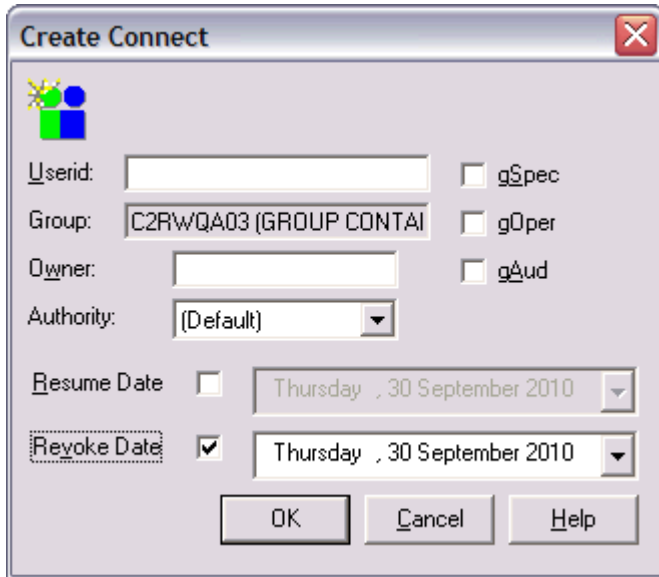 Create Connect
Userid:
gSpec
Group: C2RWQA03 (GROUP CONTAI
gOper
Owner:
gAud
Authority: (Default)
Resume Date Thursday , 30 September 2010
Revoke Date Thursday , 30 September 2010
OK Cancel Help